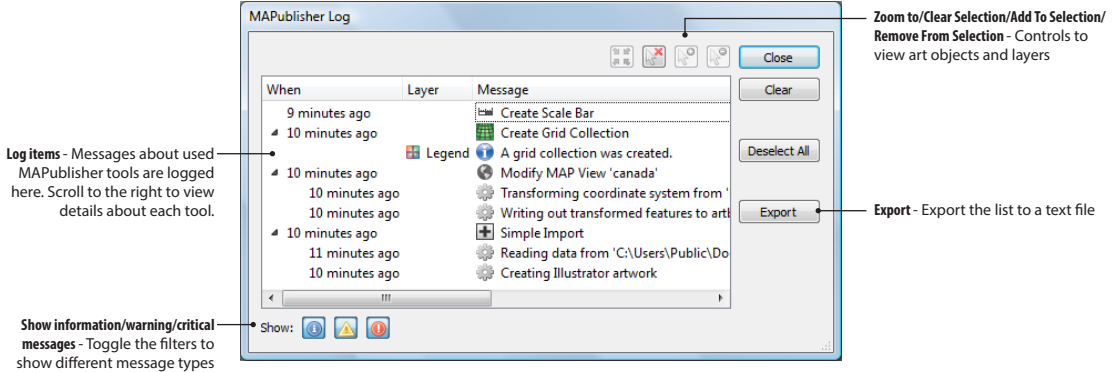 MAPublisher Log
Zoom to/Clear Selection/Add To Selection/
Remove From Selection - Controls to
view art objects and layers
Close
When Layer Message
Clear
9 minutes ago Create Scale Bar
10 minutes ago Create Grid Collection
Legend A grid collection was created.
Deselect All
10 minutes ago Modify MAP View 'canada'
10 minutes ago Transforming coordinate system from '
10 minutes ago Writing out transformed features to artb
Export
10 minutes ago Simple Import
11 minutes ago Reading data from 'C:\Users\Public\Do
10 minutes ago Creating Illustrator artwork
Show:
Log items - Messages about used
MAPublisher tools are logged
here. Scroll to the right to view
details about each tool.
Export - Export the list to a text file
Show information/warning/critical
messages - Toggle the filters to
show different message types